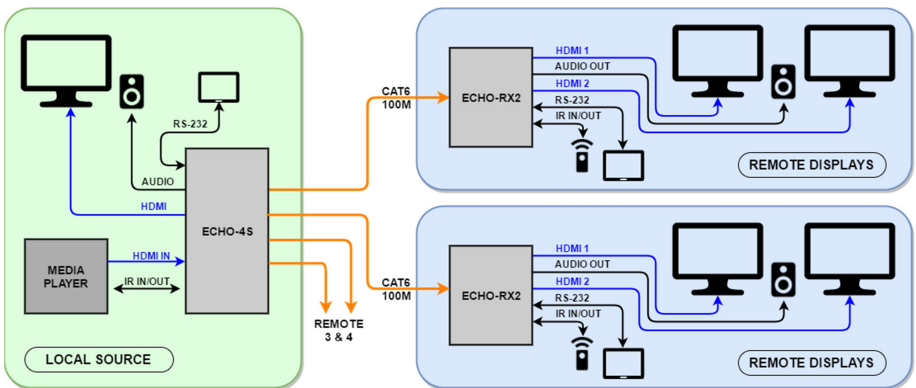 RS-232
AUDIO
HDMI
ECHO-4S
MEDIA
PLAYER
HDMI IN
IR IN/OUT
LOCAL SOURCE
REMOTE
3 & 4
CAT6
100M
ECHO-RX2
HDMI 1
AUDIO OUT
HDMI 2
RS-232
IR IN/OUT
REMOTE DISPLAYS
CAT6
100M
ECHO-RX2
HDMI 1
AUDIO OUT
HDMI 2
RS-232
IR IN/OUT
REMOTE DISPLAYS